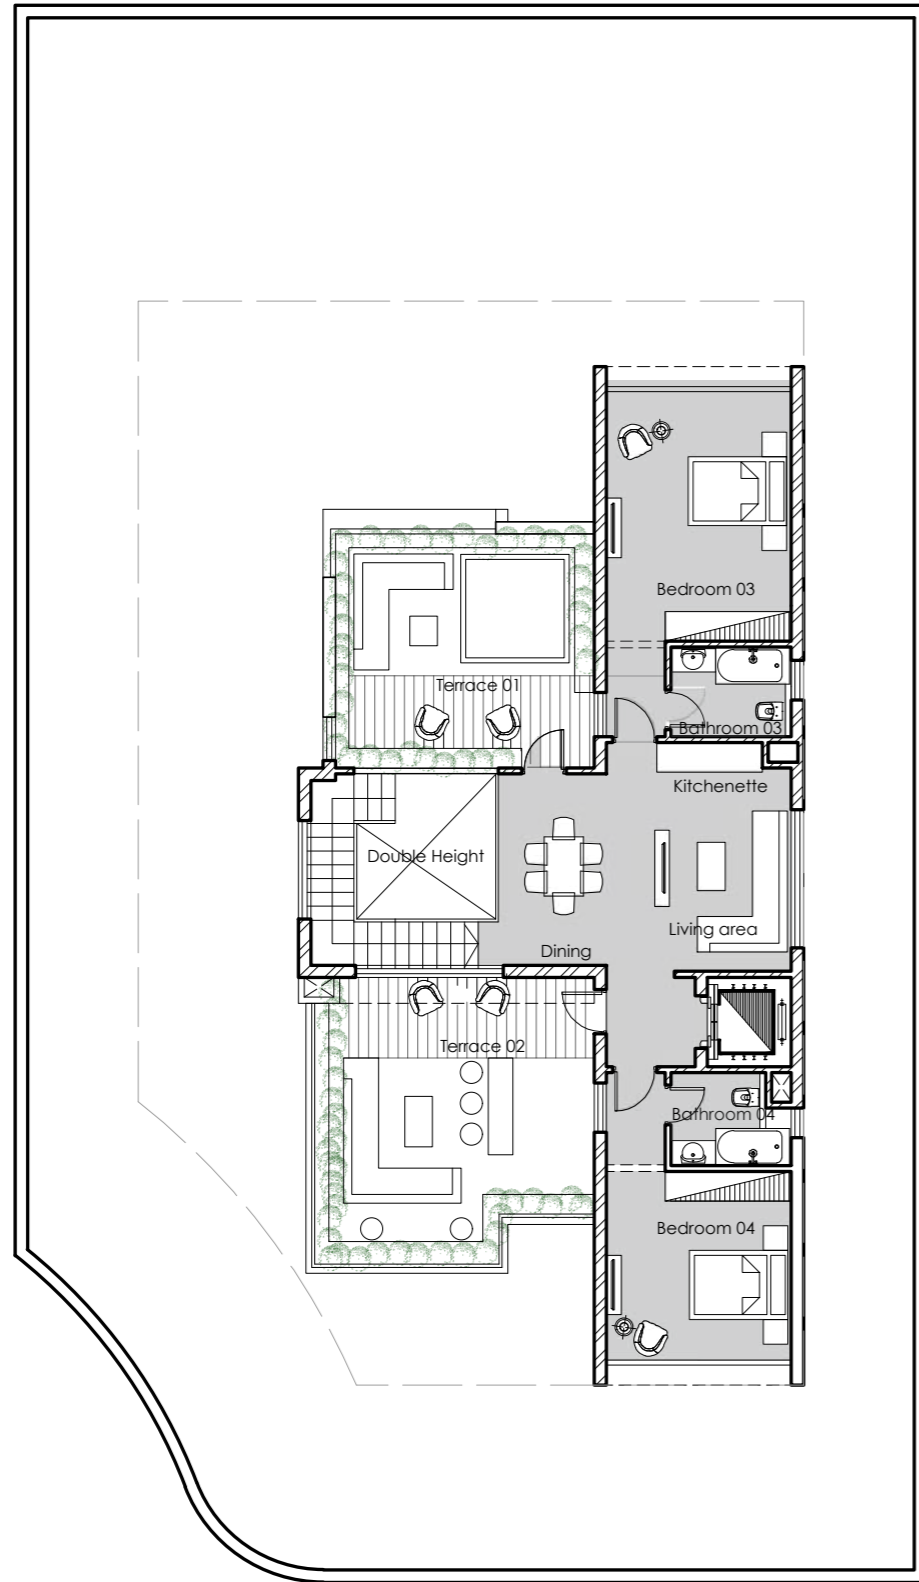 Bedroom 03
Terrace 01
Bathroom 03
Kitchenette
Double Height
Living area
Dining
Terrace 02
Bathroom 04
Bedroom 04